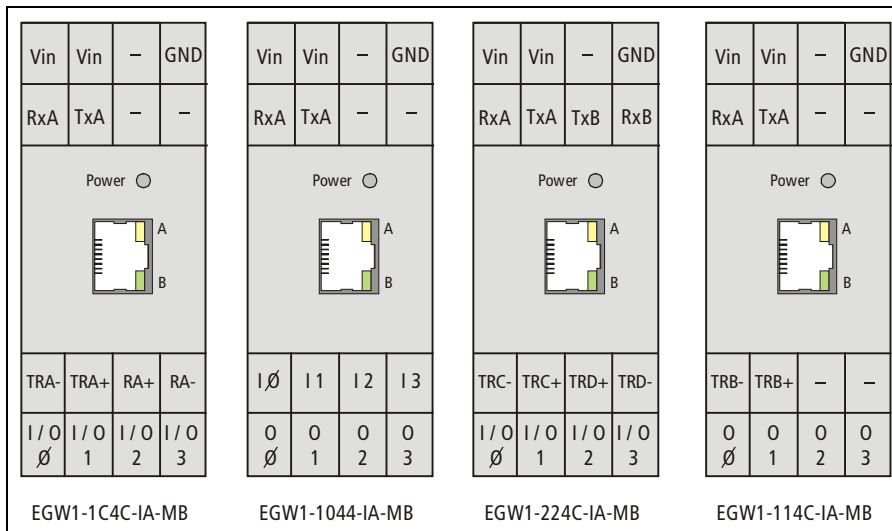 Vin Vin – GND
RxA TxA – –
Power
A
B
TRA- TRA+ RA+ RA-
I/O Ø I/O 1 I/O 2 I/O 3
EGW1-1C4C-IA-MB
Vin Vin – GND
RxA TxA – –
Power
A
B
I Ø I 1 I 2 I 3
O Ø O 1 O 2 O 3
EGW1-1044-IA-MB
Vin Vin – GND
RxA TxA TxB RxB
Power
A
B
TRC- TRC+ TRD+ TRD-
I/O Ø I/O 1 I/O 2 I/O 3
EGW1-224C-IA-MB
Vin Vin – GND
RxA TxA – –
Power
A
B
TRB- TRB+ – –
O Ø O 1 O 2 O 3
EGW1-114C-IA-MB